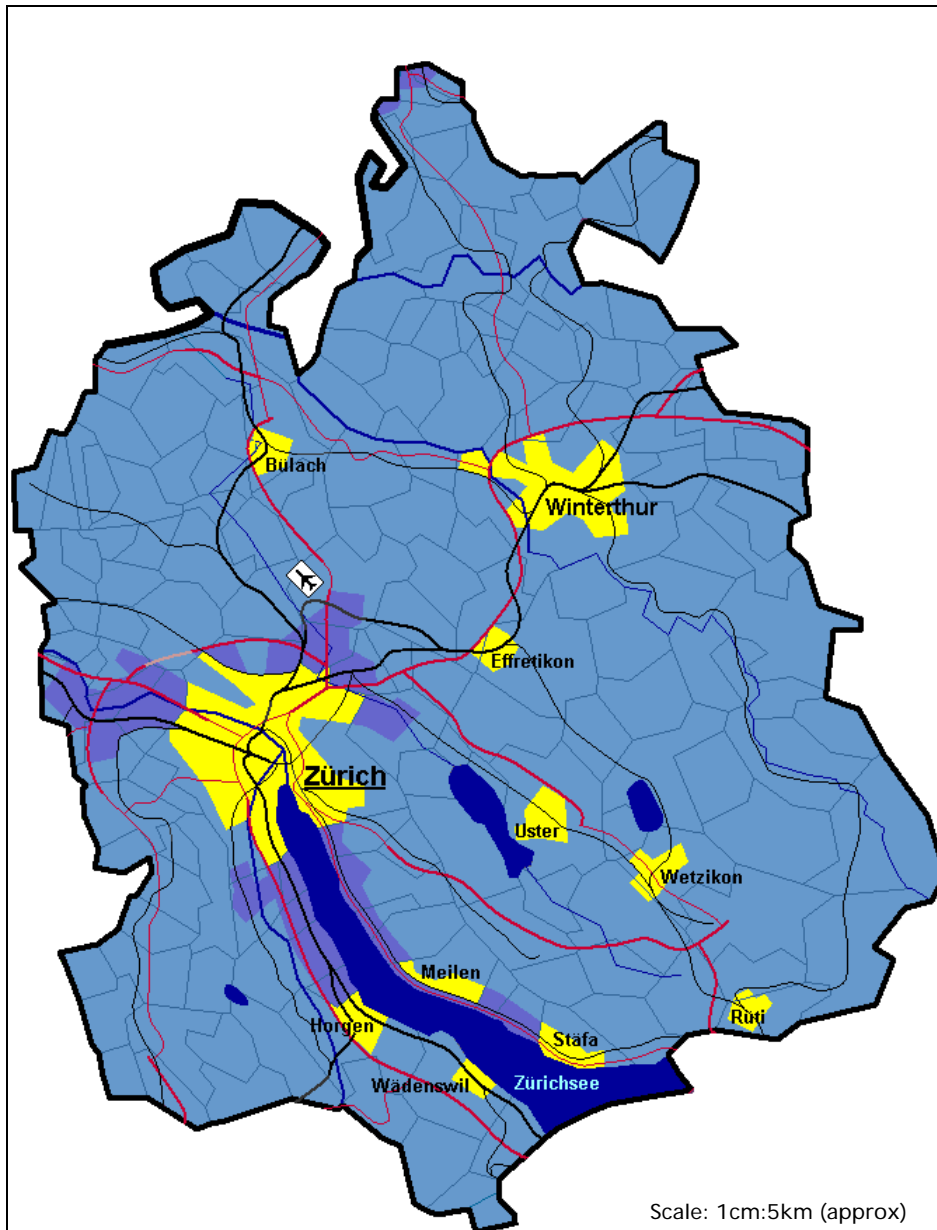 Bülach
Winterthur
Effretikon
Zürich
Uster
Wetzikon
Meilen
Rüti
Horgen
Stäfa
Wädenswil
Zürichsee
Scale: 1cm:5km (approx)